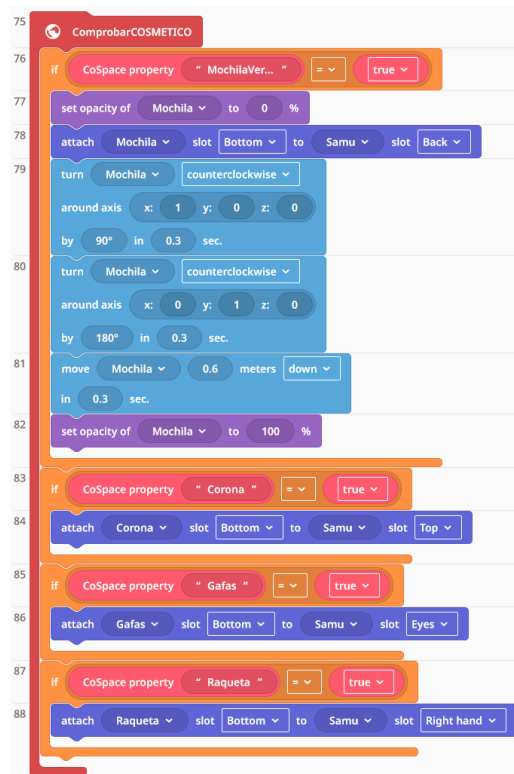 75
ComprobarCOSMETICO
76
if CoSpace property “ MochilaVer... ” = true
77
set opacity of Mochila to 0 %
78
attach Mochila slot Bottom to Samu slot Back
79
turn Mochila counterclockwise
around axis x: 1 y: 0 z: 0
by 90° in 0.3 sec.
80
turn Mochila counterclockwise
around axis x: 0 y: 1 z: 0
by 180° in 0.3 sec.
81
move Mochila 0.6 meters down
in 0.3 sec.
82
set opacity of Mochila to 100 %
83
if CoSpace property “ Corona ” = true
84
attach Corona slot Bottom to Samu slot Top
85
if CoSpace property “ Gafas ” = true
86
attach Gafas slot Bottom to Samu slot Eyes
87
if CoSpace property “ Raqueta ” = true
88
attach Raqueta slot Bottom to Samu slot Right hand